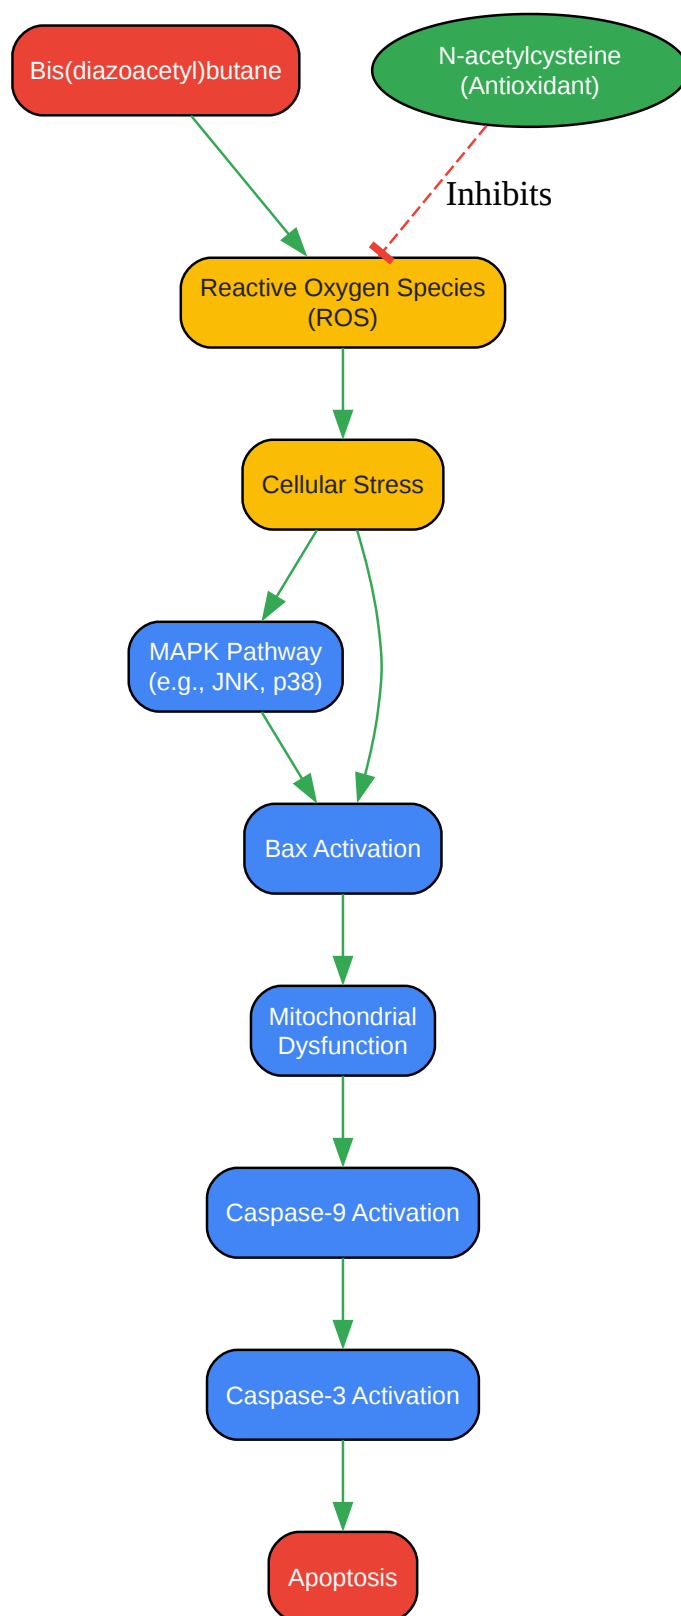 Bis(diazoacetyl)butane
N-acetylcysteine
(Antioxidant)
Inhibits
Reactive Oxygen Species
(ROS)
Cellular Stress
MAPK Pathway
(e.g., JNK, p38)
Bax Activation
Mitochondrial
Dysfunction
Caspase-9 Activation
Caspase-3 Activation
Apoptosis